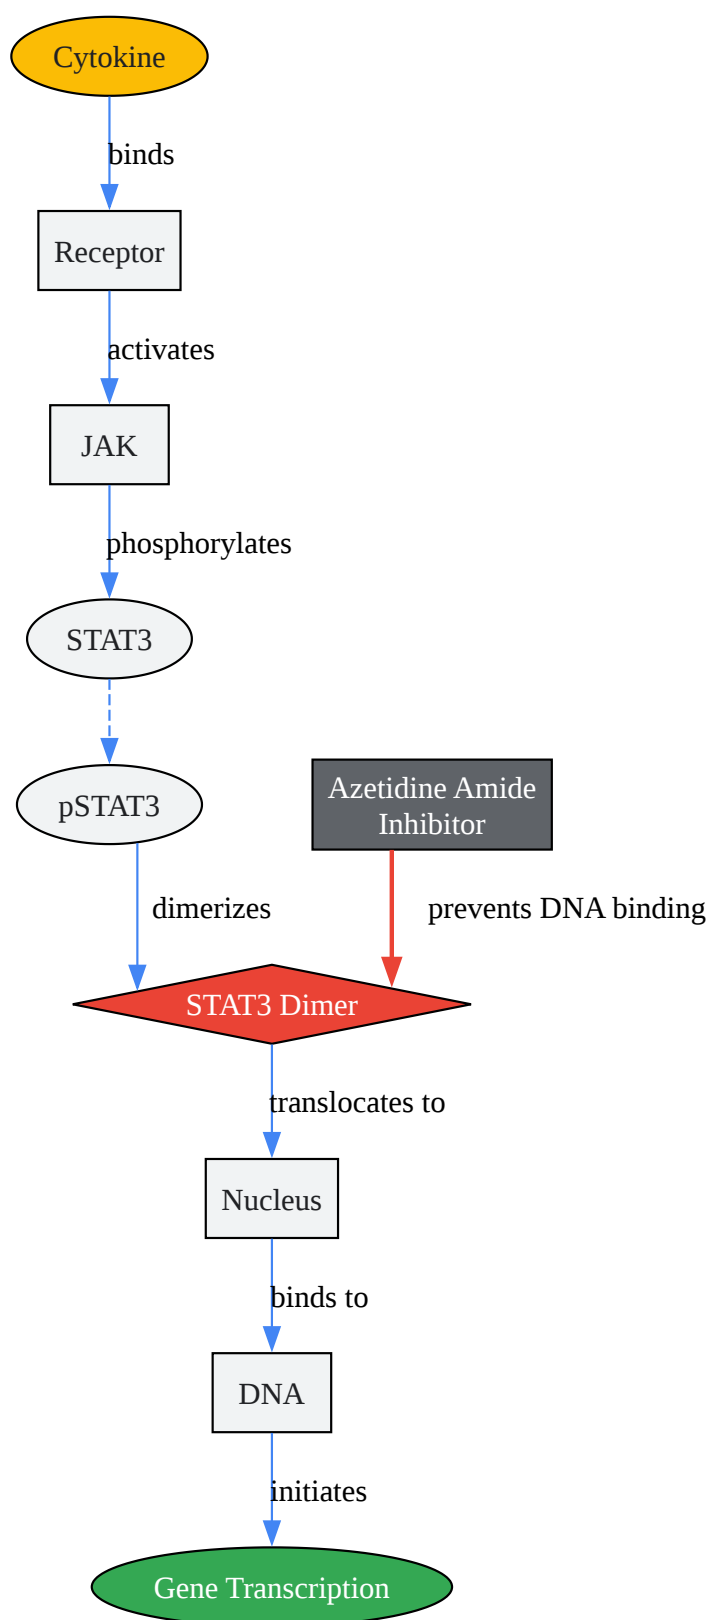 Cytokine
binds
Receptor
activates
JAK
phosphorylates
STAT3
pSTAT3
Azetidine Amide
Inhibitor
dimerizes
prevents DNA binding
STAT3 Dimer
translocates to
Nucleus
binds to
DNA
initiates
Gene Transcription